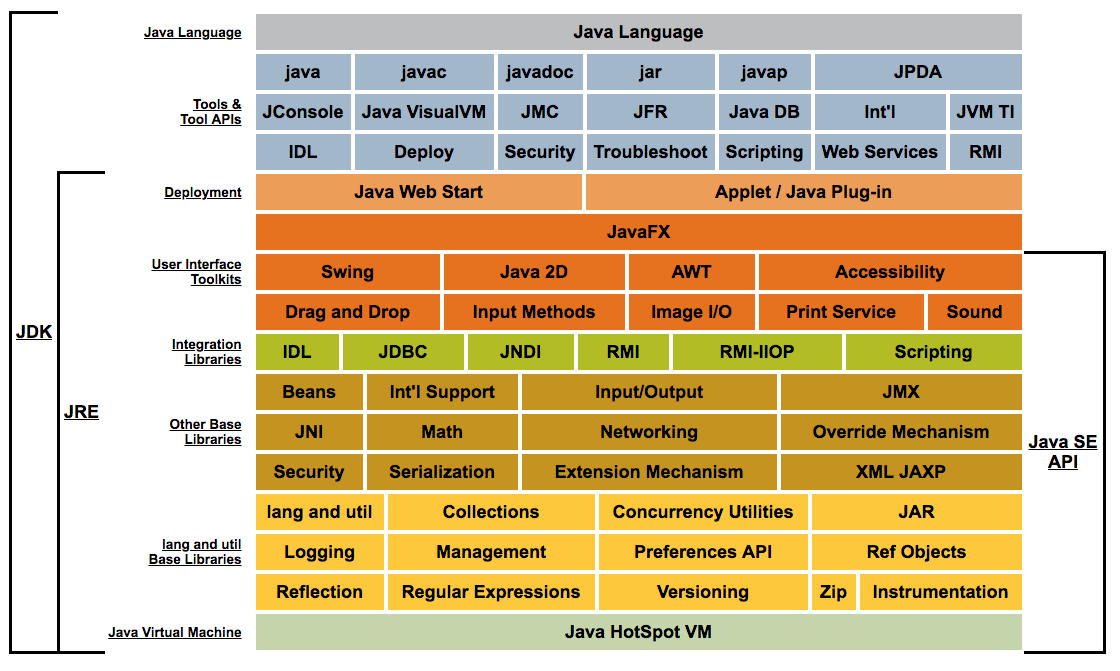 Java Language Java Language
java javac javadoc jar javap JPDA
Tools &
Tool APIs
JConsole Java VisualVM JMC JFR Java DB Int'l JVM TI
IDL Deploy Security Troubleshoot Scripting Web Services RMI
Deployment Java Web Start Applet / Java Plug-in
JavaFX
User Interface
Toolkits
Swing Java 2D AWT Accessibility
Drag and Drop Input Methods Image I/O Print Service Sound
Integration
Libraries
IDL JDBC JNDI RMI RMI-IIOP Scripting
JDK
JRE
Beans Int'l Support Input/Output JMX
Other Base
Libraries
JNI Math Networking Override Mechanism
Security Serialization Extension Mechanism XML JAXP
Java SE
API
lang and util Collections Concurrency Utilities JAR
lang and util
Base Libraries
Logging Management Preferences API Ref Objects
Reflection Regular Expressions Versioning Zip Instrumentation
Java Virtual Machine Java HotSpot VM